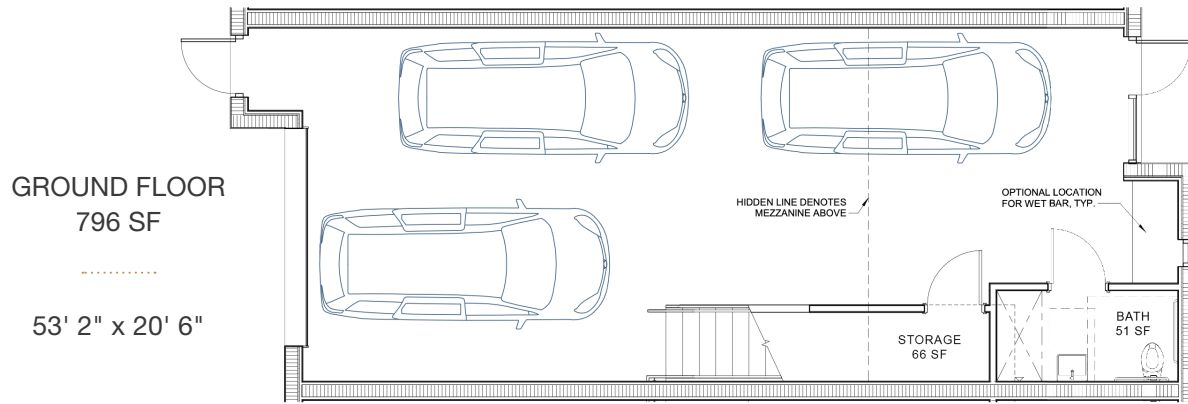 GROUND FLOOR
796 SF
53' 2" x 20' 6"
HIDDEN LINE DENOTES
MEZZANINE ABOVE
OPTIONAL LOCATION
FOR WET BAR, TYP.
STORAGE
66 SF
BATH
51 SF